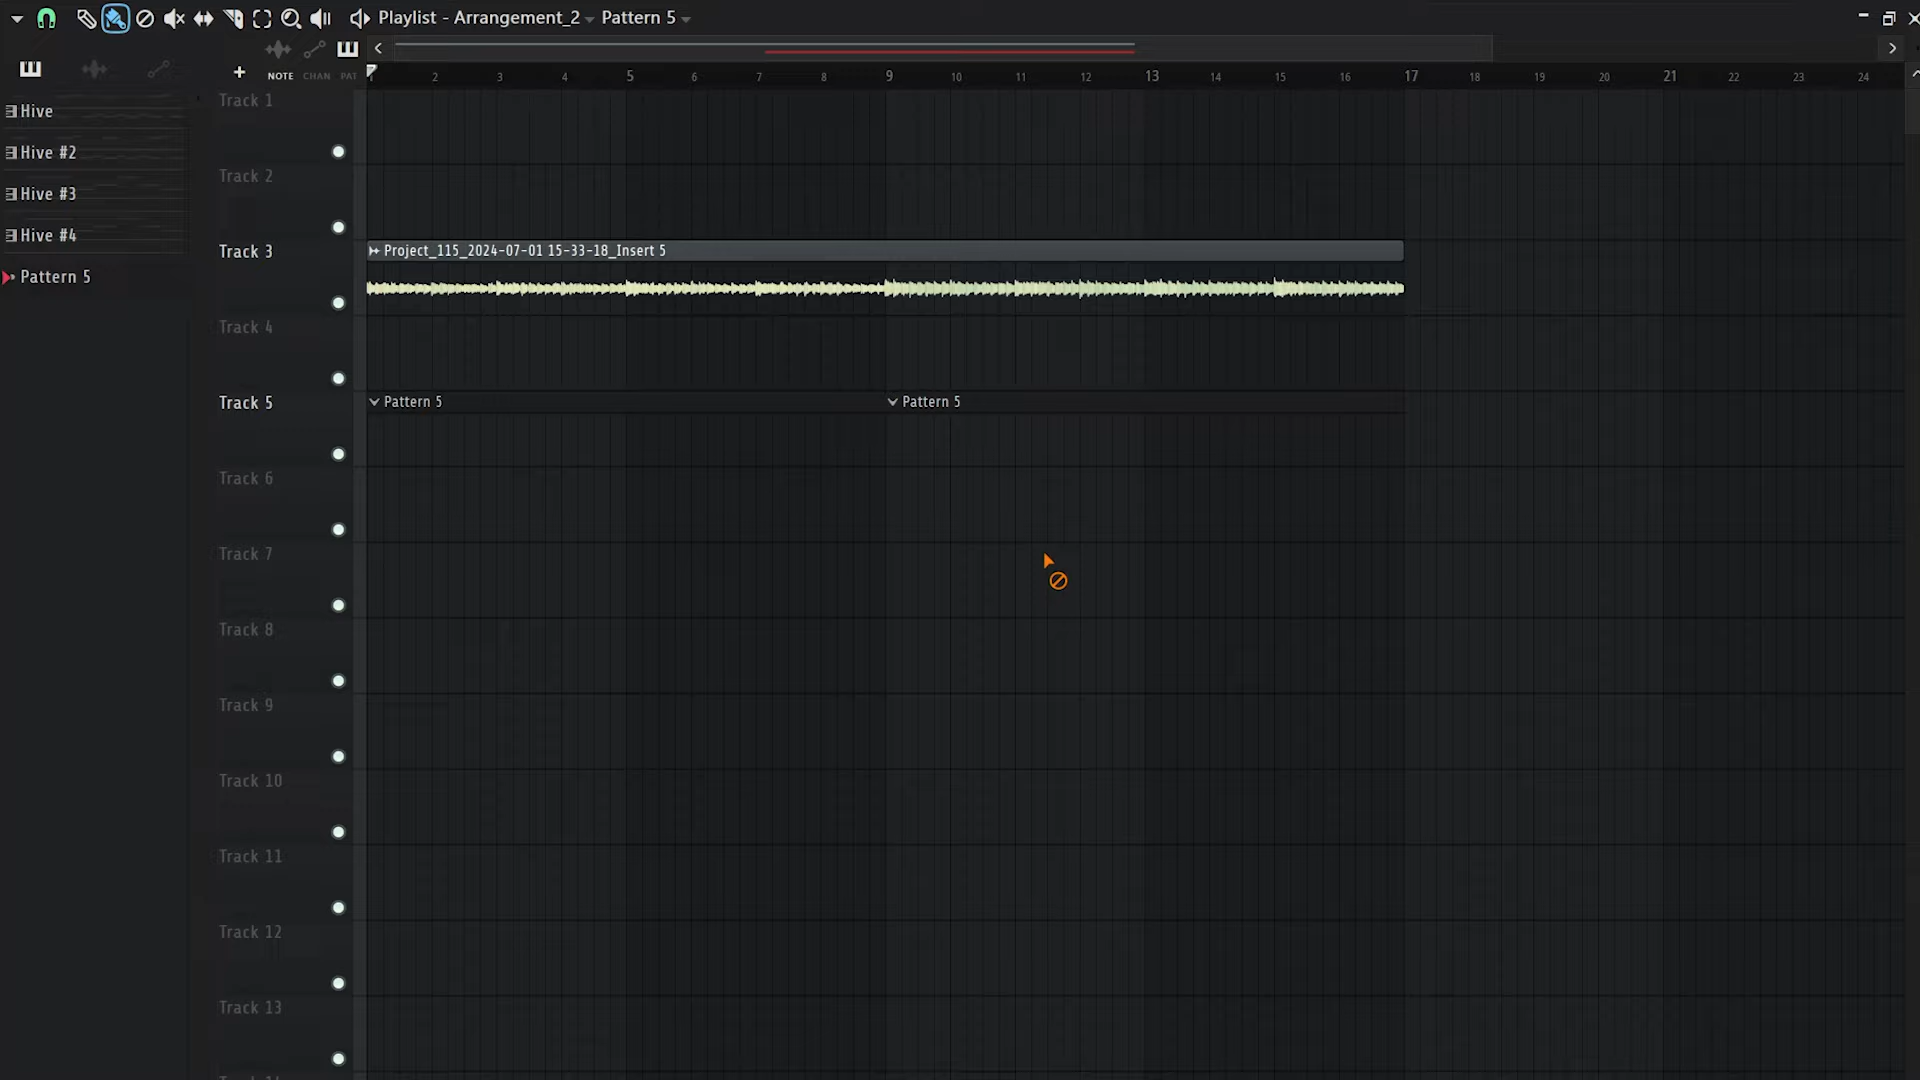 Playlist - Arrangement_2 Pattern 5
NOTE CHAN PAT
1 2 3 4 5 6 7 8 9 10 11 12 13 14 15 16 17 18 19 20 21 22 23 24
Hive
Hive #2
Hive #3
Hive #4
Pattern 5
Track 1
Track 2
Track 3
Project_115_2024-07-01 15-33-18_Insert 5
Track 4
Track 5
Pattern 5 Pattern 5
Track 6
Track 7
Track 8
Track 9
Track 10
Track 11
Track 12
Track 13